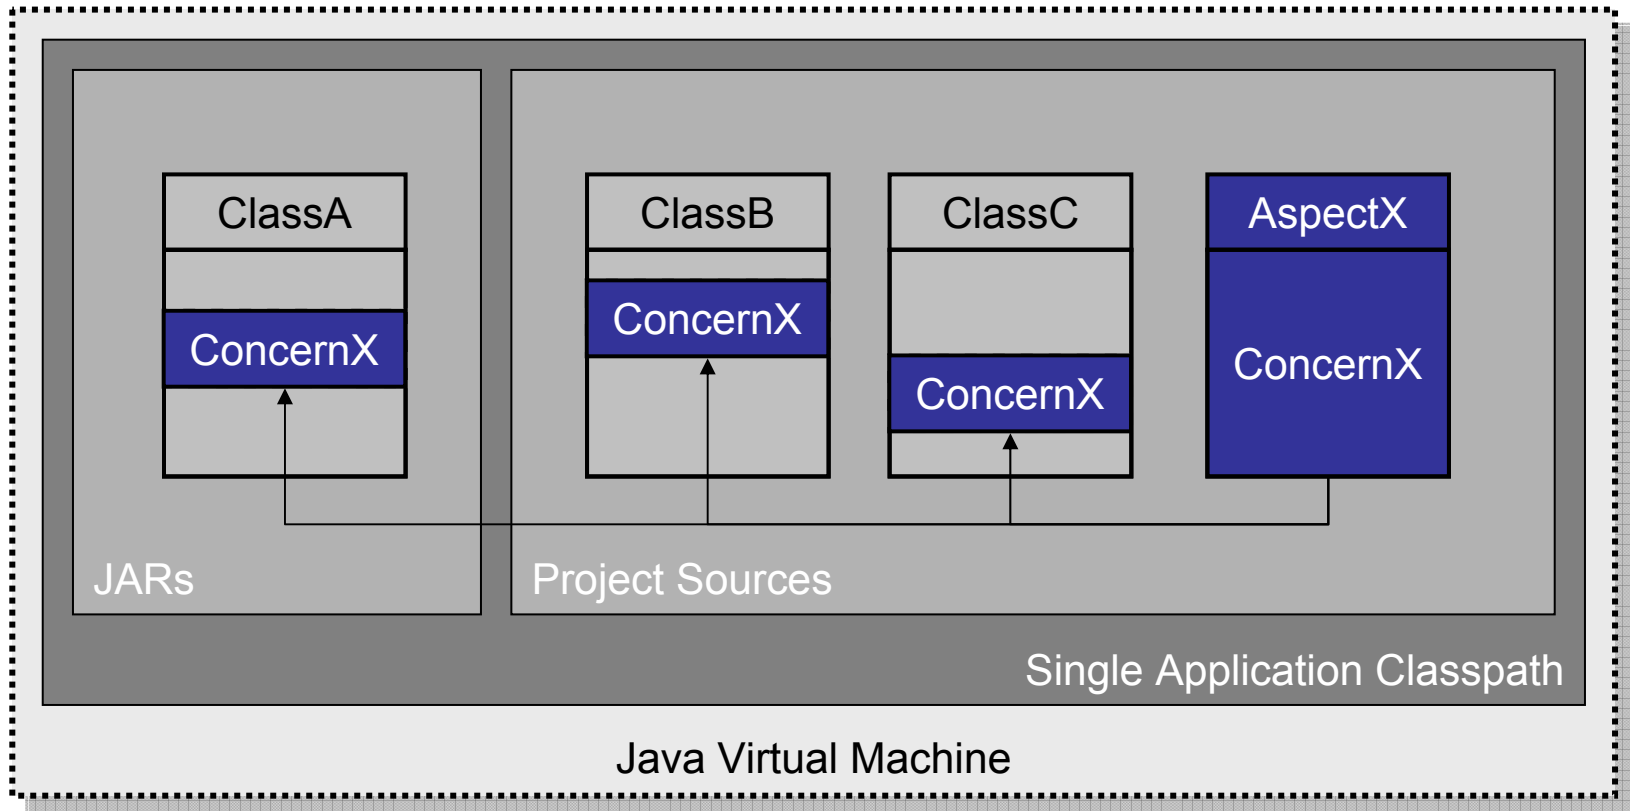 ClassA
ConcernX
JARs
ClassB
ConcernX
ClassC
ConcernX
AspectX
ConcernX
Project Sources
Single Application Classpath
Java Virtual Machine